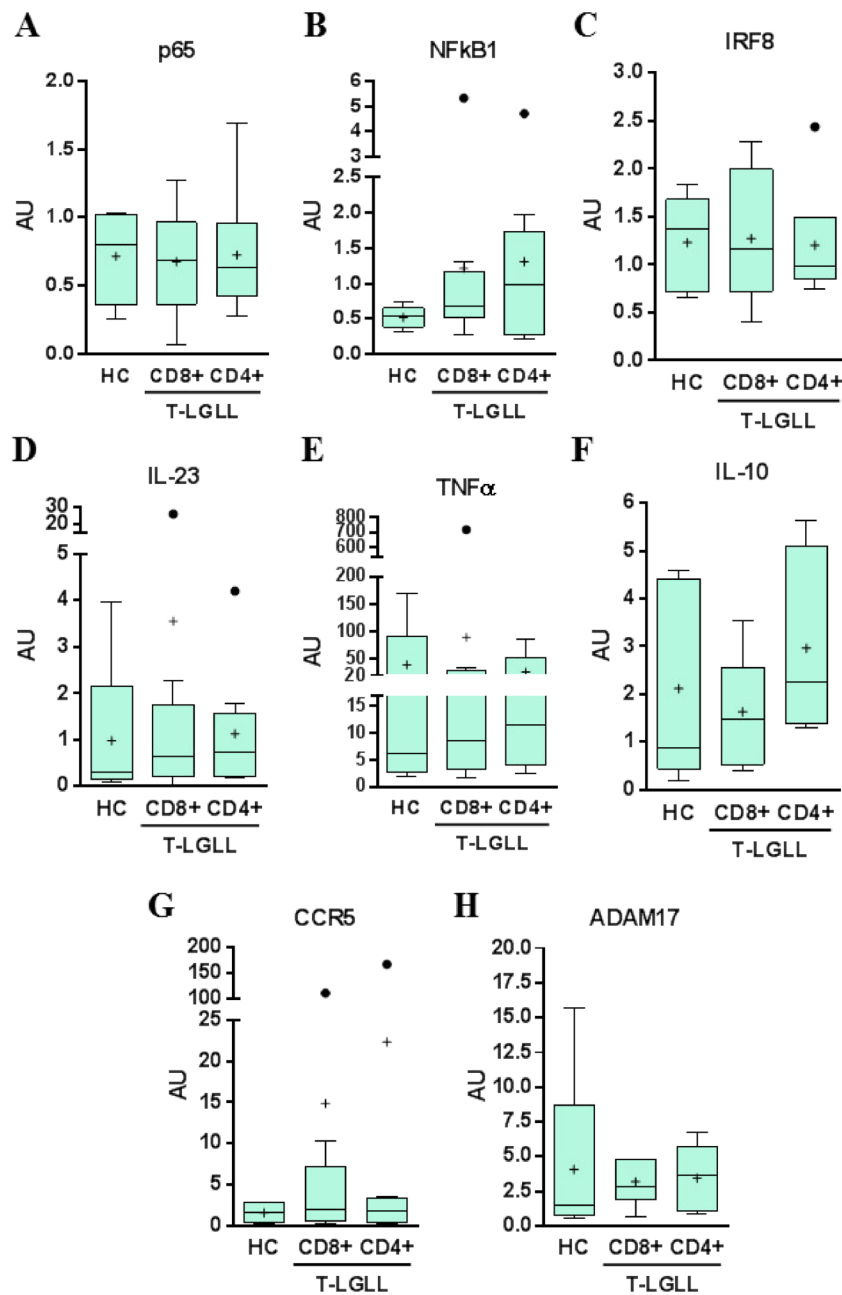 A
p65
AU
2.0
1.5
1.0
0.5
0.0
HC CD8+ CD4+
T-LGLL
B
NFkB1
AU
6
5
4
3
2.5
2.0
1.5
1.0
0.5
0.0
HC CD8+ CD4+
T-LGLL
C
IRF8
AU
3.0
2.5
2.0
1.5
1.0
0.5
0.0
HC CD8+ CD4+
T-LGLL
D
IL-23
AU
30
20
5
4
3
2
1
0
HC CD8+ CD4+
T-LGLL
E
TNFα
AU
800
700
600
200
150
100
50
20
15
10
5
0
HC CD8+ CD4+
T-LGLL
F
IL-10
AU
6
5
4
3
2
1
0
HC CD8+ CD4+
T-LGLL
G
CCR5
AU
200
150
100
25
20
15
10
5
0
HC CD8+ CD4+
T-LGLL
H
ADAM17
AU
20.0
17.5
15.0
12.5
10.0
7.5
5.0
2.5
0.0
HC CD8+ CD4+
T-LGLL